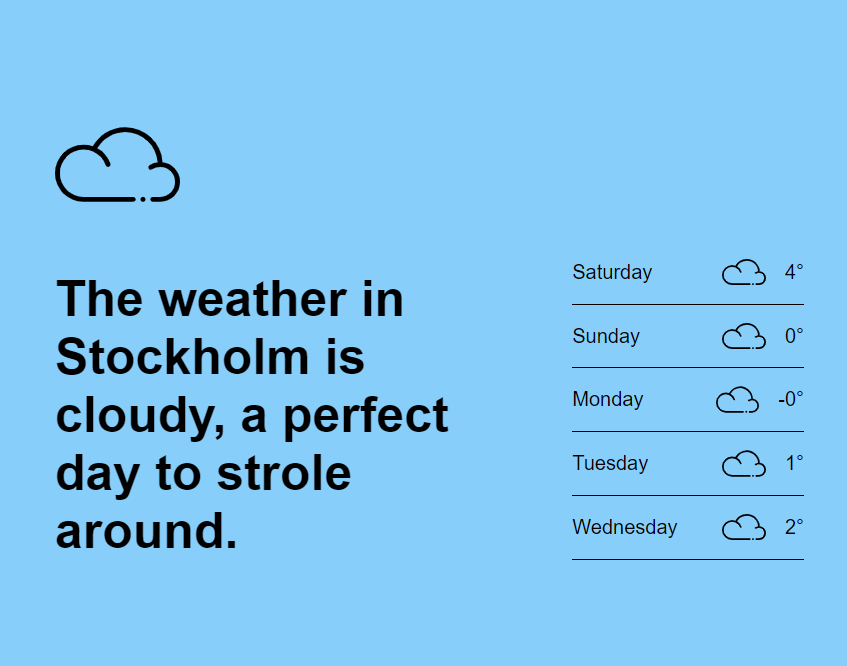 The weather in
Stockholm is
cloudy, a perfect
day to strole
around.
Saturday 4°
Sunday 0°
Monday -0°
Tuesday 1°
Wednesday 2°